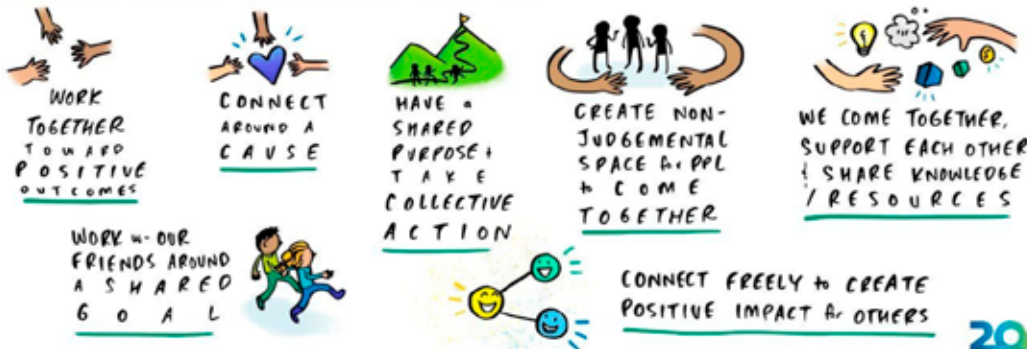 WORK
TOGETHER
TOWARD
POSITIVE
OUTCOMES
CONNECT
AROUND A
CAUSE
HAVE a
SHARED
PURPOSE +
TAKE
COLLECTIVE
ACTION
CREATE NON-
JUDGEMENTAL
SPACE for PPL
to COME
TOGETHER
WE COME TOGETHER,
SUPPORT EACH OTHER
& SHARE KNOWLEDGE
/ RESOURCES
WORK w- OUR
FRIENDS AROUND
A SHARED
GOAL
CONNECT FREELY to CREATE
POSITIVE IMPACT for OTHERS
20